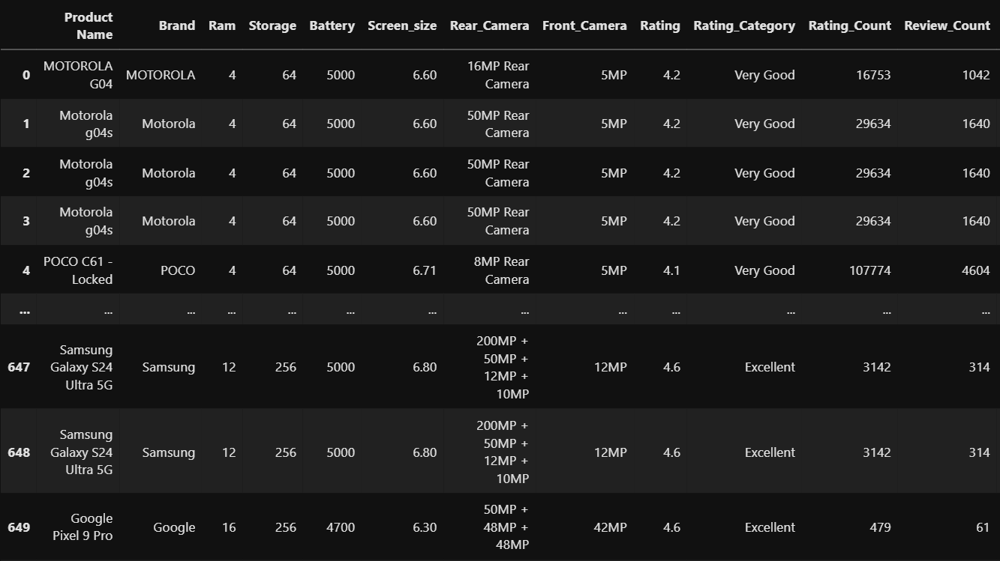 Product Name Brand Ram Storage Battery Screen_size Rear_Camera Front_Camera Rating Rating_Category Rating_Count Review_Count
0 MOTOROLA G04 MOTOROLA 4 64 5000 6.60 16MP Rear Camera 5MP 4.2 Very Good 16753 1042
1 Motorola g04s Motorola 4 64 5000 6.60 50MP Rear Camera 5MP 4.2 Very Good 29634 1640
2 Motorola g04s Motorola 4 64 5000 6.60 50MP Rear Camera 5MP 4.2 Very Good 29634 1640
3 Motorola g04s Motorola 4 64 5000 6.60 50MP Rear Camera 5MP 4.2 Very Good 29634 1640
4 POCO C61 - Locked POCO 4 64 5000 6.71 8MP Rear Camera 5MP 4.1 Very Good 107774 4604
... ... ... ... ... ... ... ... ... ... ... ... ...
647 Samsung Galaxy S24 Ultra 5G Samsung 12 256 5000 6.80 200MP + 50MP + 12MP + 10MP 12MP 4.6 Excellent 3142 314
648 Samsung Galaxy S24 Ultra 5G Samsung 12 256 5000 6.80 200MP + 50MP + 12MP + 10MP 12MP 4.6 Excellent 3142 314
649 Google Pixel 9 Pro Google 16 256 4700 6.30 50MP + 48MP + 48MP 42MP 4.6 Excellent 479 61